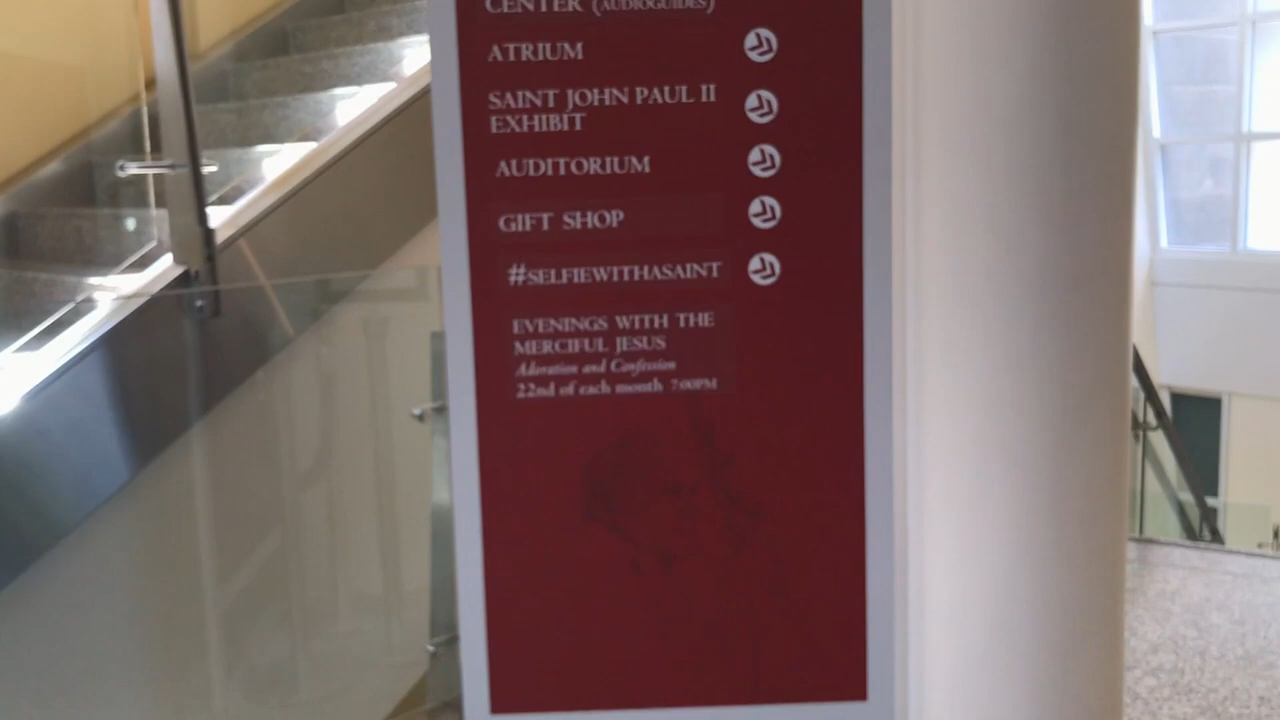 CENTER (AUDIOGUIDES)
ATRIUM
SAINT JOHN PAUL II
EXHIBIT
AUDITORIUM
GIFT SHOP
#SELFIEWITHASAINT
EVENINGS WITH THE
MERCIFUL JESUS
Adoration and Confession
22nd of each month 7:00PM